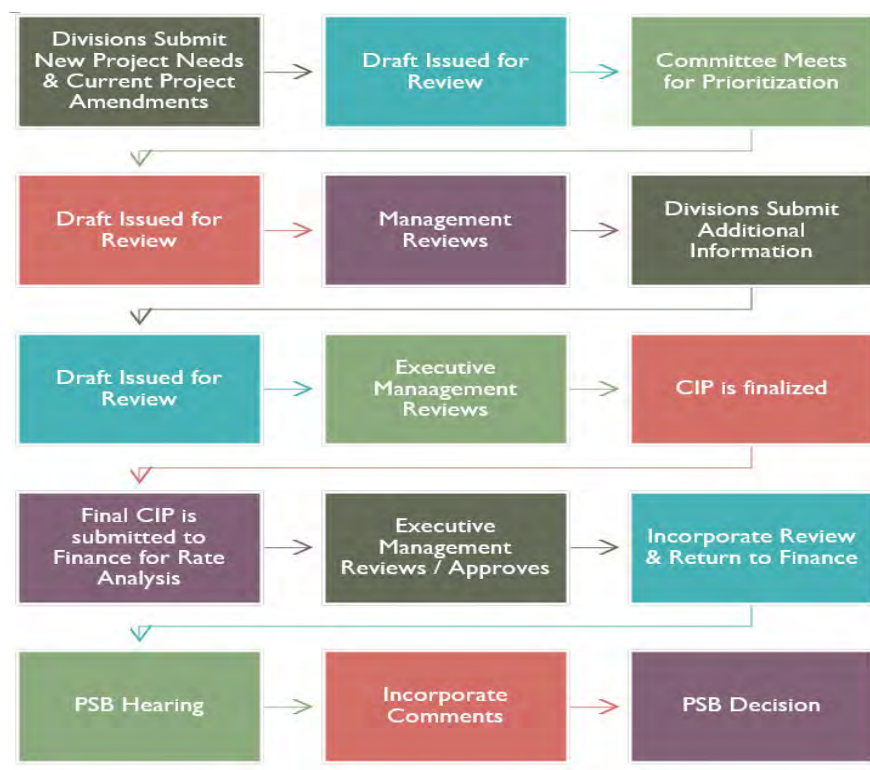 Divisions Submit
New Project Needs
& Current Project
Amendments
Draft Issued for
Review
Committee Meets
for Prioritization
Draft Issued for
Review
Management
Reviews
Divisions Submit
Additional
Information
Draft Issued for
Review
Executive
Manaagement
Reviews
CIP is finalized
Final CIP is
submitted to
Finance for Rate
Analysis
Executive
Management
Reviews / Approves
Incorporate Review
& Return to Finance
PSB Hearing
Incorporate
Comments
PSB Decision